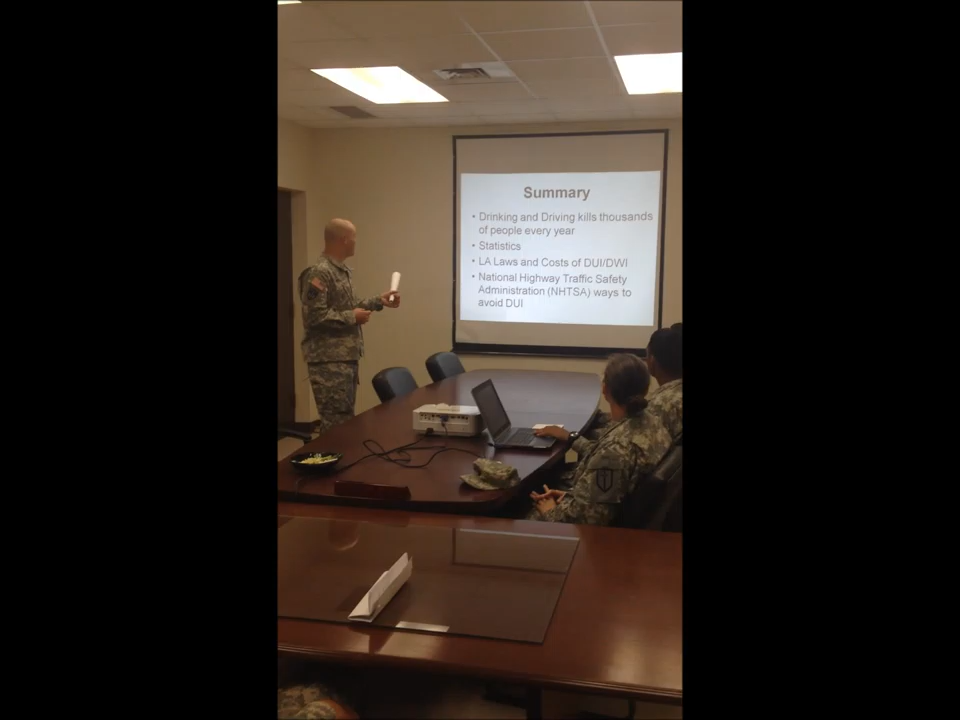 Summary
• Drinking and Driving kills thousands
of people every year
• Statistics
• LA Laws and Costs of DUI/DWI
• National Highway Traffic Safety
Administration (NHTSA) ways to
avoid DUI